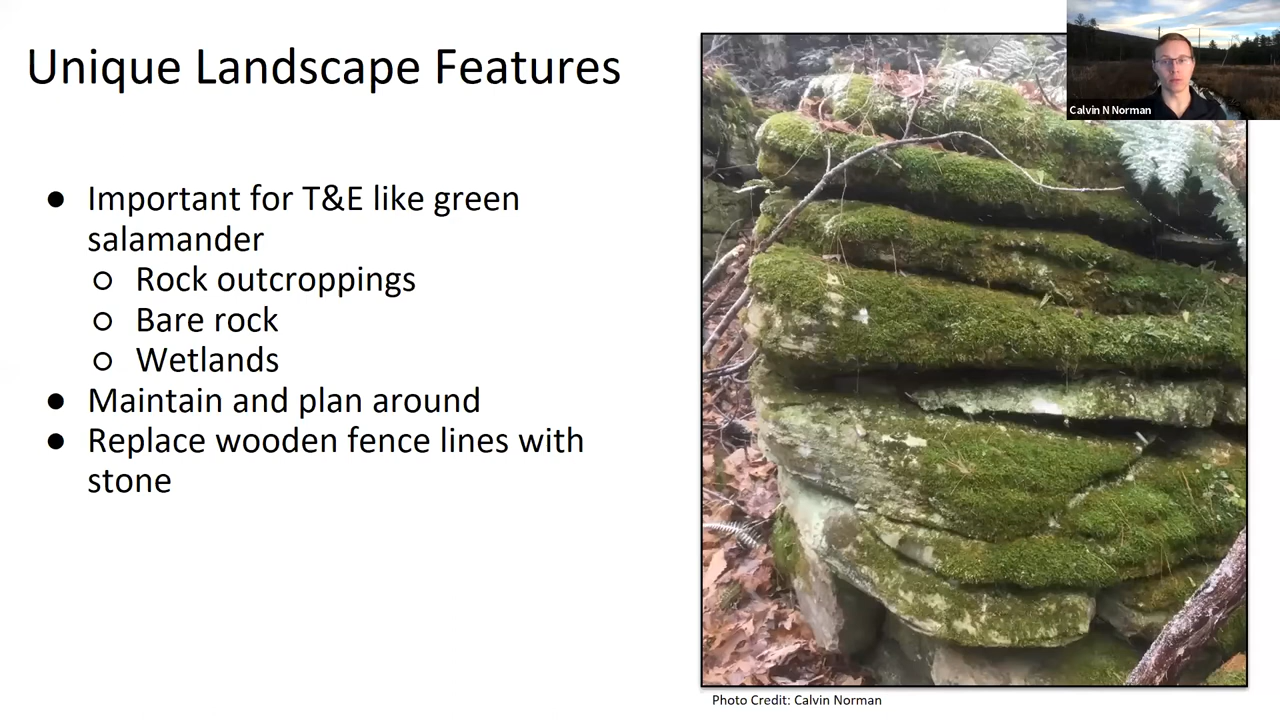 Unique Landscape Features
Calvin N Norman
● Important for T&E like green
salamander
○ Rock outcroppings
○ Bare rock
○ Wetlands
● Maintain and plan around
● Replace wooden fence lines with
stone
Photo Credit: Calvin Norman